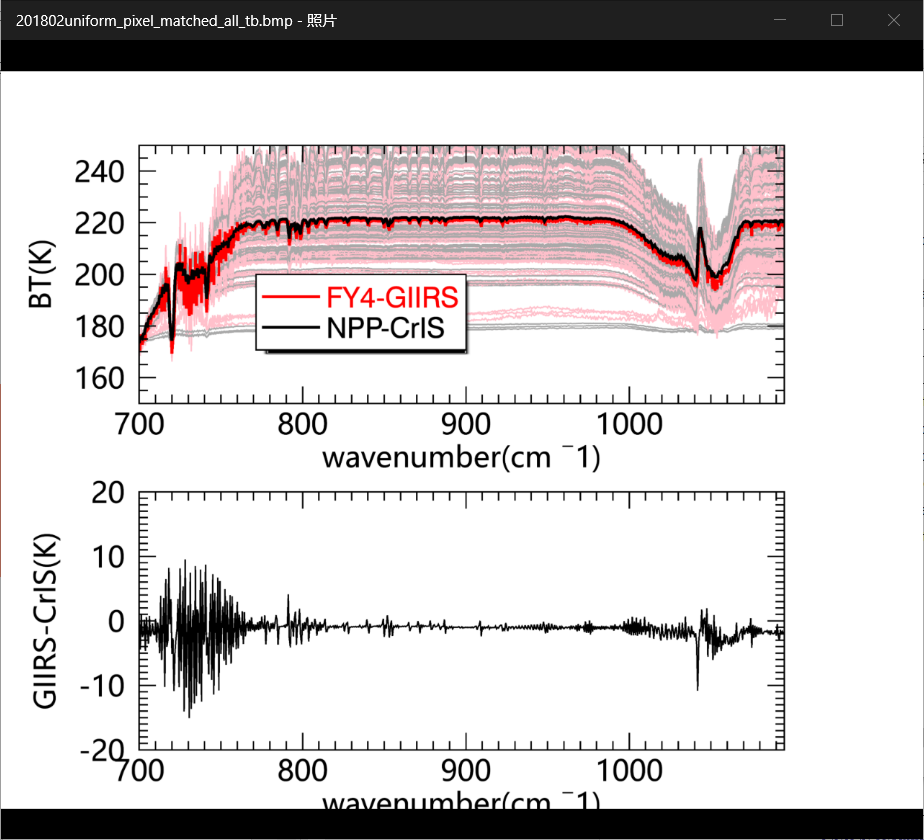 201802uniform_pixel_matched_all_tb.bmp - 照片
240
220
200
180
160
BT(K)
FY4-GIIRS
NPP-CrIS
700 800 900 1000
wavenumber(cm ¯1)
20
10
0
-10
-20
GIIRS-CrIS(K)
700 800 900 1000
wavenumber(cm ¯1)